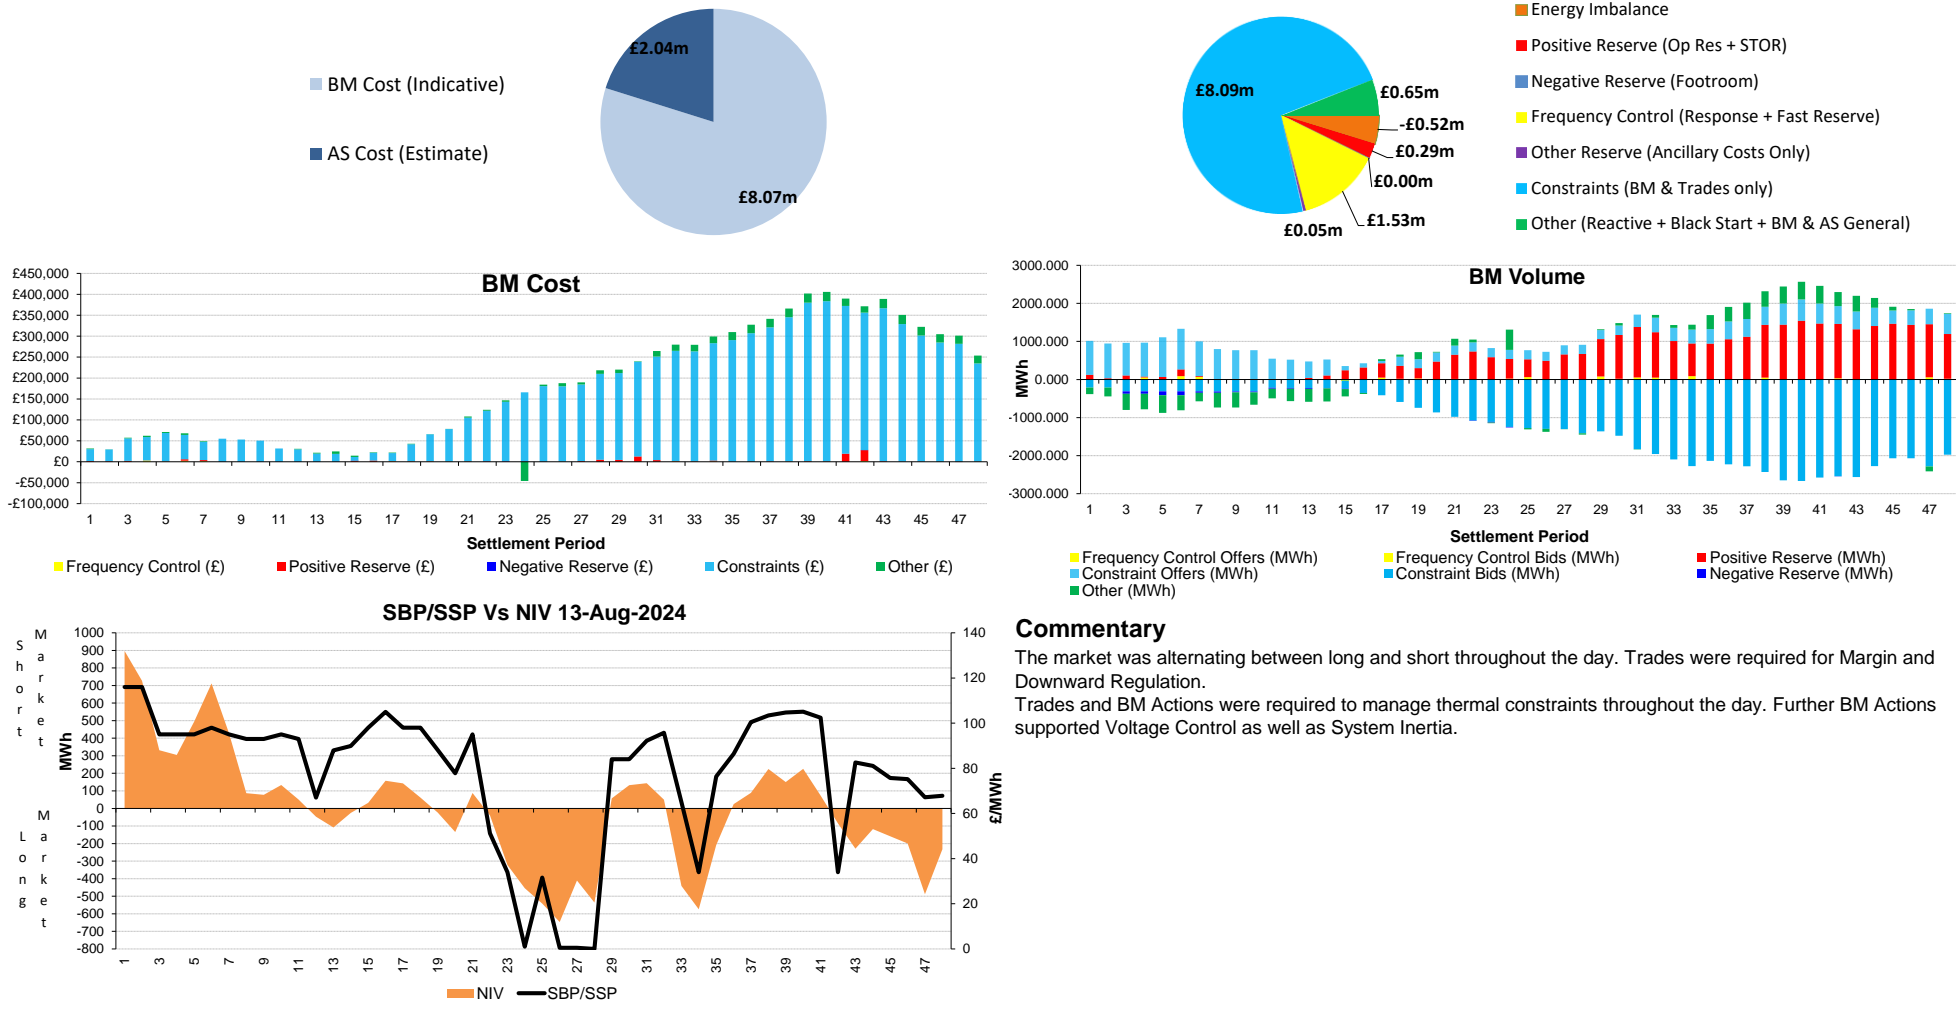 £2.04m
BM Cost (Indicative)
AS Cost (Estimate)
£8.07m
£8.09m
£0.65m
-£0.52m
£0.29m
£0.00m
£1.53m
£0.05m
Energy Imbalance
Positive Reserve (Op Res + STOR)
Negative Reserve (Footroom)
Frequency Control (Response + Fast Reserve)
Other Reserve (Ancillary Costs Only)
Constraints (BM & Trades only)
Other (Reactive + Black Start + BM & AS General)
BM Cost
£450,000
£400,000
£350,000
£300,000
£250,000
£200,000
£150,000
£100,000
£50,000
£0
-£50,000
-£100,000
1 3 5 7 9 11 13 15 17 19 21 23 25 27 29 31 33 35 37 39 41 43 45 47
Settlement Period
Frequency Control (£) Positive Reserve (£) Negative Reserve (£) Constraints (£) Other (£)
BM Volume
3000.000
2000.000
1000.000
0.000
-1000.000
-2000.000
-3000.000
MWh
1 3 5 7 9 11 13 15 17 19 21 23 25 27 29 31 33 35 37 39 41 43 45 47
Settlement Period
Frequency Control Offers (MWh) Frequency Control Bids (MWh) Positive Reserve (MWh)
Constraint Offers (MWh) Constraint Bids (MWh) Negative Reserve (MWh)
Other (MWh)
SBP/SSP Vs NIV 13-Aug-2024
Short Market
Long Market
MWh
1000
900
800
700
600
500
400
300
200
100
0
-100
-200
-300
-400
-500
-600
-700
-800
140
120
100
80
60
40
20
0
£/MWh
1 3 5 7 9 11 13 15 17 19 21 23 25 27 29 31 33 35 37 39 41 43 45 47
NIV SBP/SSP
Commentary
The market was alternating between long and short throughout the day. Trades were required for Margin and
Downward Regulation.
Trades and BM Actions were required to manage thermal constraints throughout the day. Further BM Actions
supported Voltage Control as well as System Inertia.